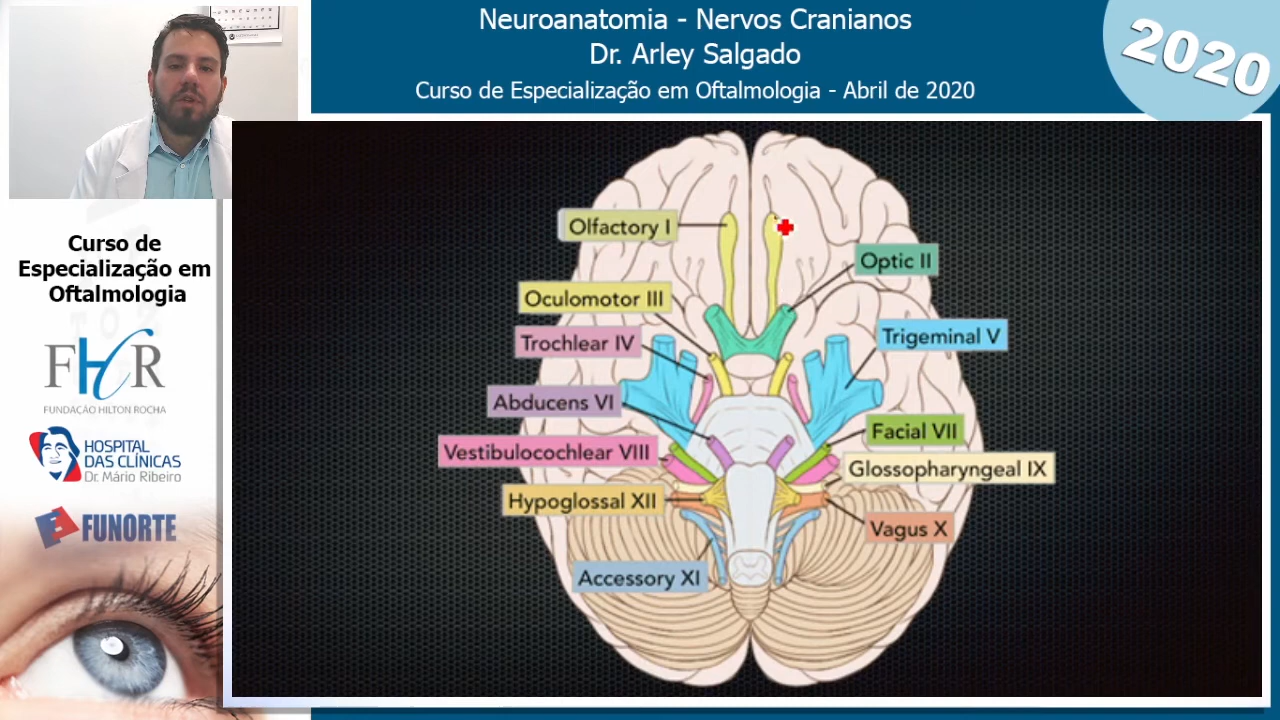 Neuroanatomia - Nervos Cranianos
Dr. Arley Salgado
Curso de Especialização em Oftalmologia - Abril de 2020
2020
Curso de
Especialização em
Oftalmologia
FHR
FUNDAÇÃO HILTON ROCHA
HOSPITAL
DAS CLÍNICAS
Dr. Mário Ribeiro
FUNORTE
Olfactory I
Optic II
Oculomotor III
Trochlear IV
Trigeminal V
Abducens VI
Facial VII
Vestibulocochlear VIII
Glossopharyngeal IX
Hypoglossal XII
Vagus X
Accessory XI